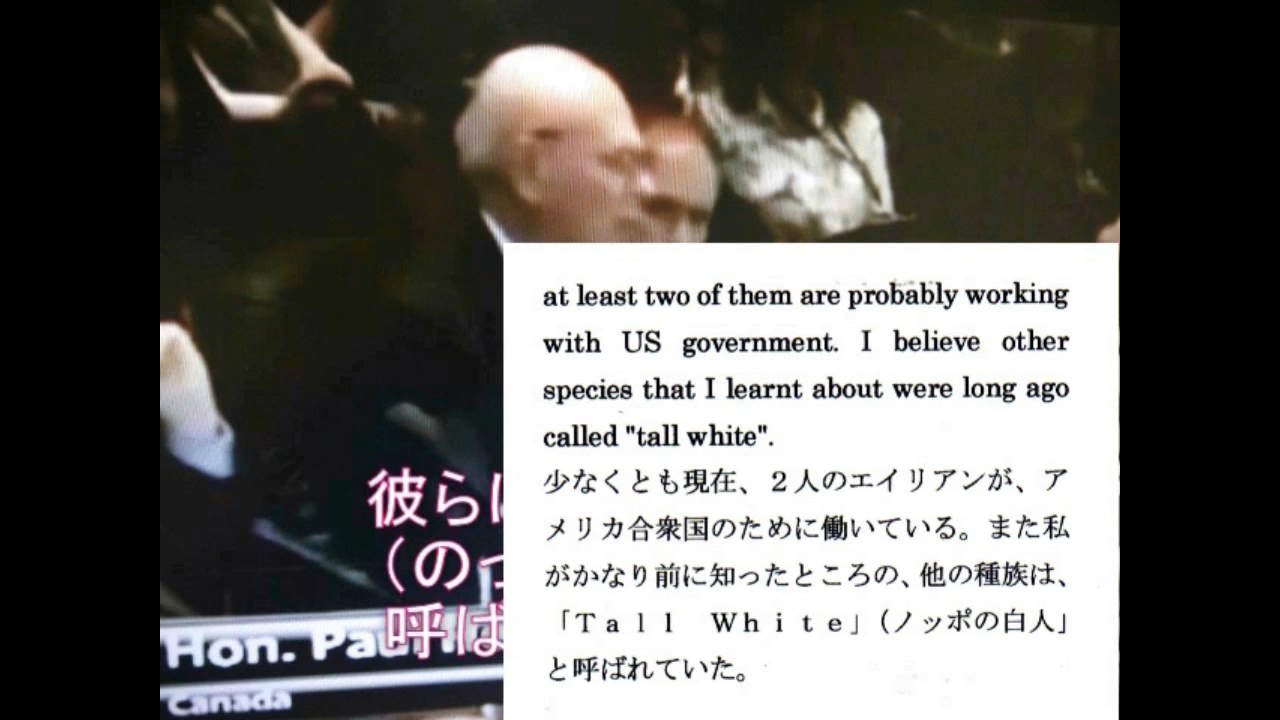 at least two of them are probably working
with US government. I believe other
species that I learnt about were long ago
called "tall white".
少なくとも現在、２人のエイリアンが、ア
メリカ合衆国のために働いている。また私
がかなり前に知ったところの、他の種族は、
「Ｔａｌｌ　Ｗｈｉｔｅ」（ノッポの白人」
と呼ばれていた。
彼ら
（の
呼ば
Hon. Pau
Canada